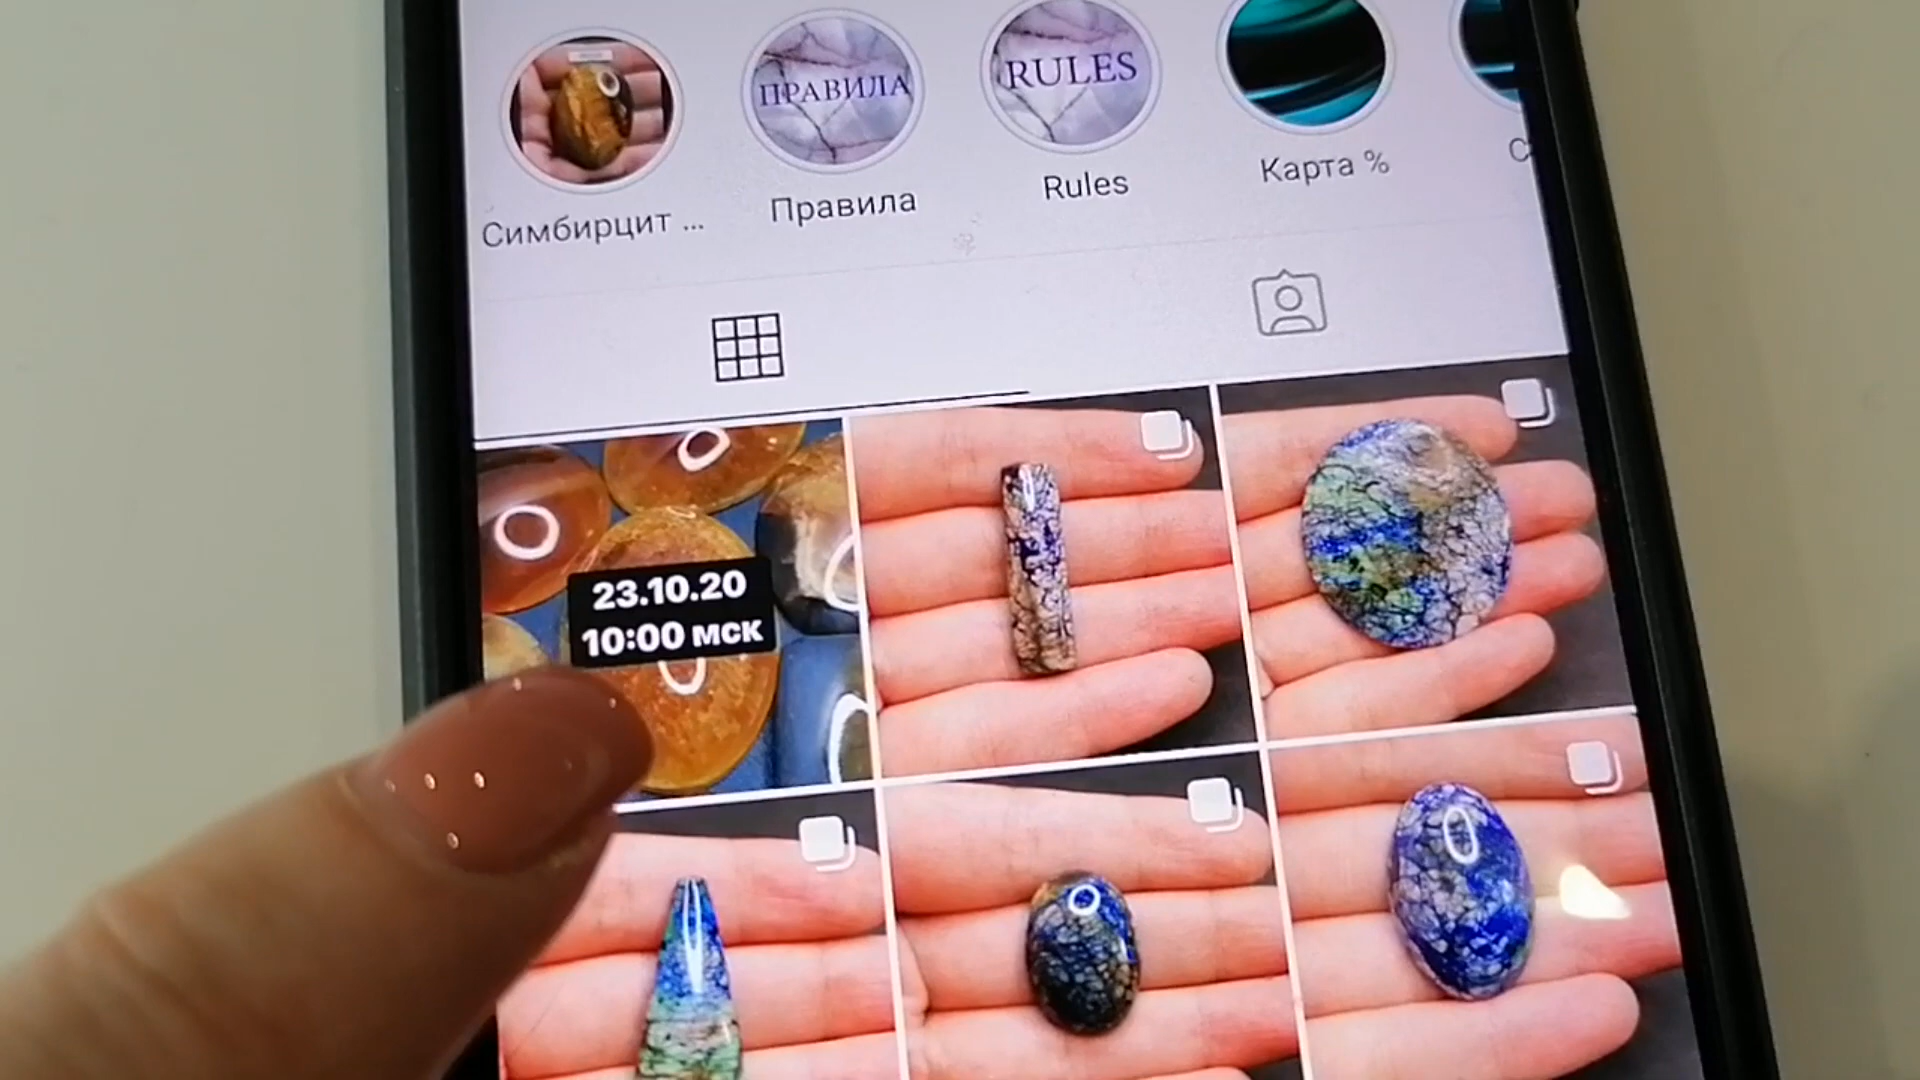 ПРАВИЛА
RULES
Симбирцит ...
Правила
Rules
Карта %
23.10.20
10:00 мск